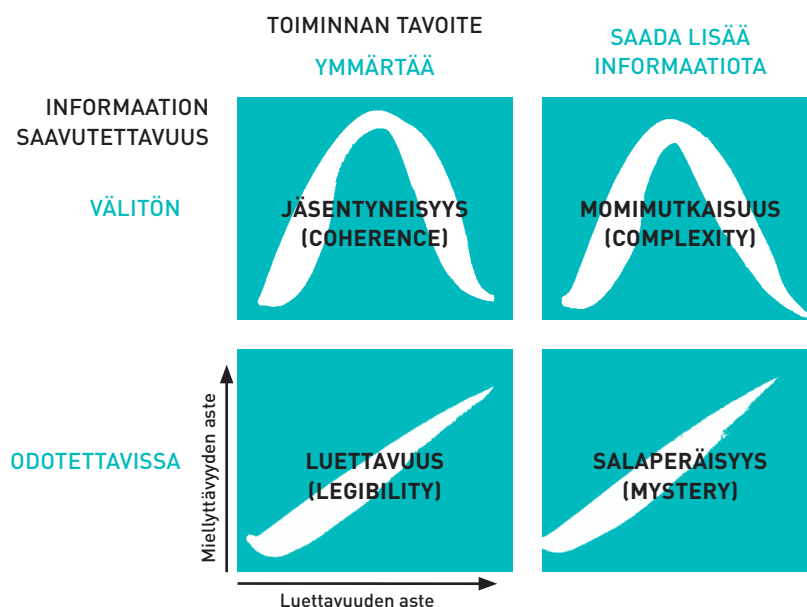 TOIMINNAN TAVOITE
YMMÄRTÄÄ
SAADA LISÄÄ
INFORMAATIOTA
INFORMAATION
SAAVUTETTAVUUS
VÄLITÖN
JÄSENTYNEISYYS
(COHERENCE)
MOMIMUTKAISUUS
(COMPLEXITY)
ODOTETTAVISSA
Miellyttävyyden aste
LUETTAVUUS
(LEGIBILITY)
SALAPERÄISYYS
(MYSTERY)
Luettavuuden aste